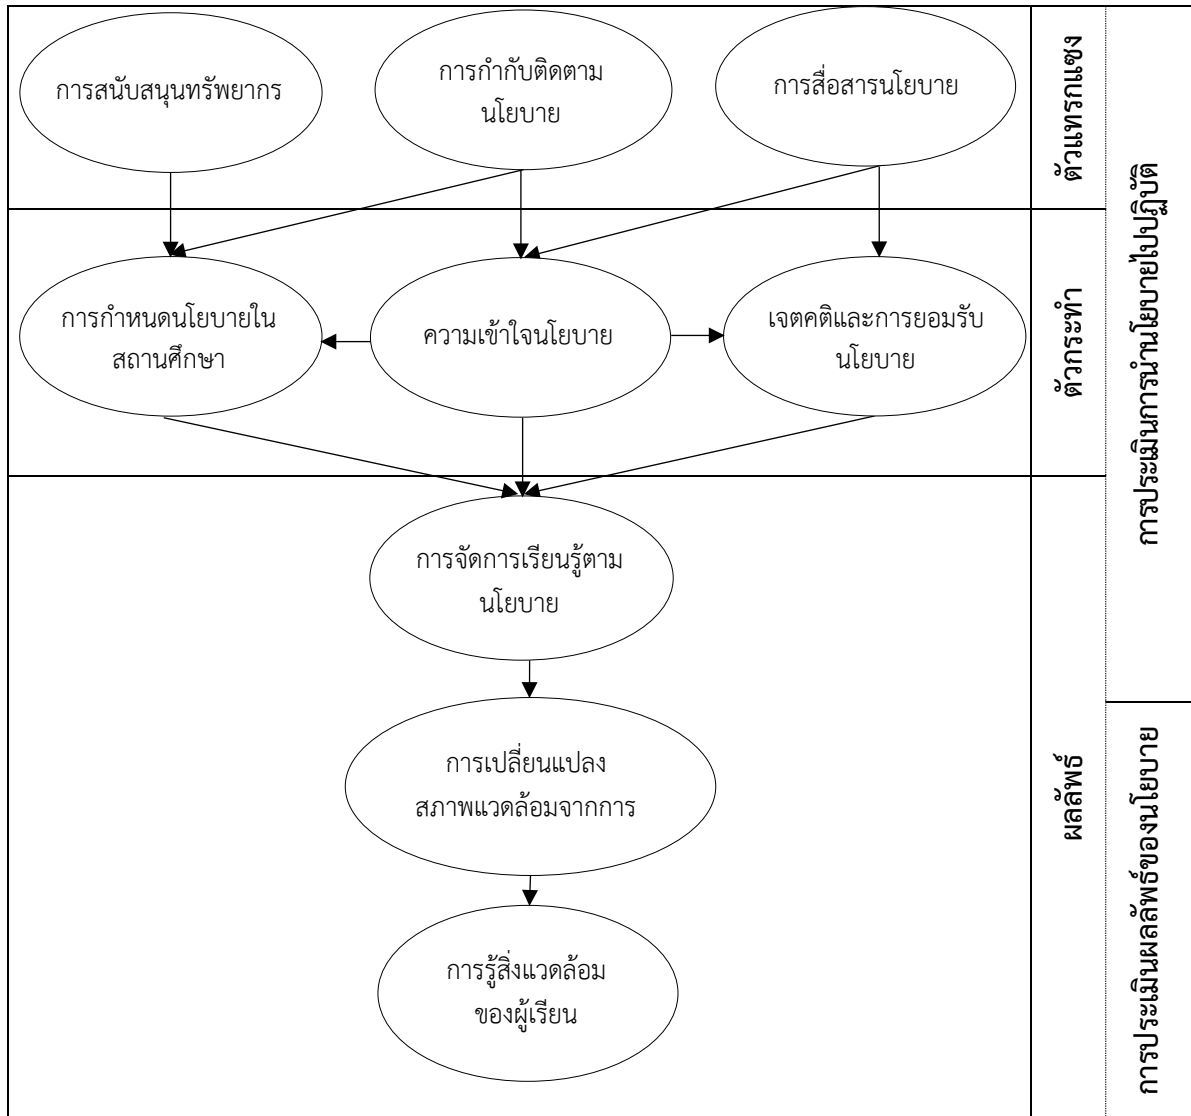 การสนับสนุนทรัพยากร
การกำกับติดตาม
นโยบาย
การสื่อสารนโยบาย
ตัวแทรกแซง
การกำหนดนโยบายใน
สถานศึกษา
ความเข้าใจนโยบาย
เจตคติและการยอมรับ
นโยบาย
ตัวกระทำ
การประเมินการนำนโยบายไปปฏิบัติ
การจัดการเรียนรู้ตาม
นโยบาย
การเปลี่ยนแปลง
สภาพแวดล้อมจากการ
ผลลัพธ์
การรู้สิ่งแวดล้อม
ของผู้เรียน
การประเมินผลลัพธ์ของนโยบาย